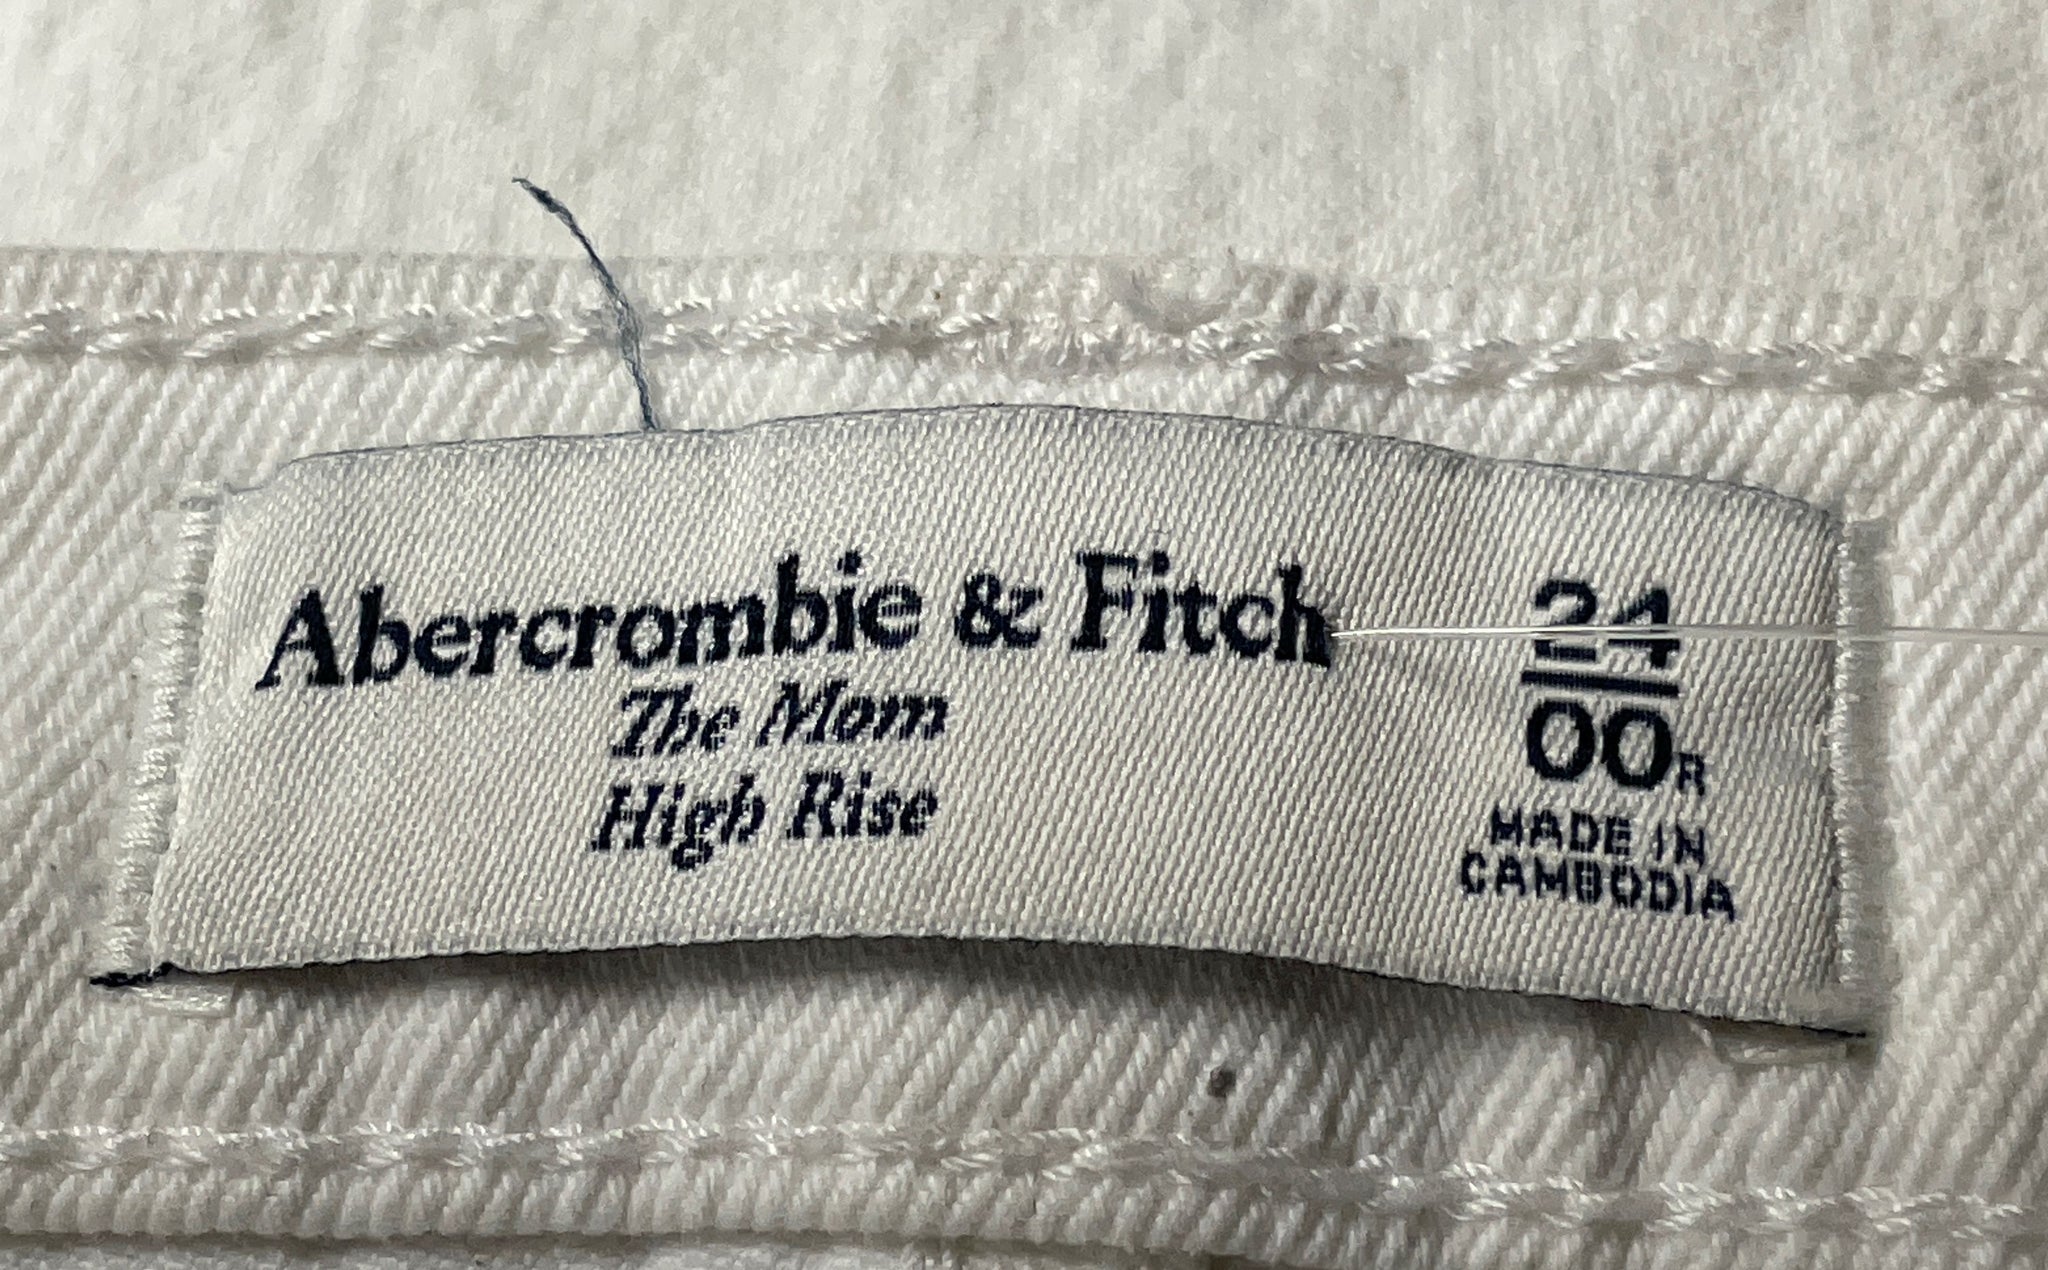 Abercrombie & Fitch
The Mom
High Rise
24
00R
MADE IN
CAMBODIA